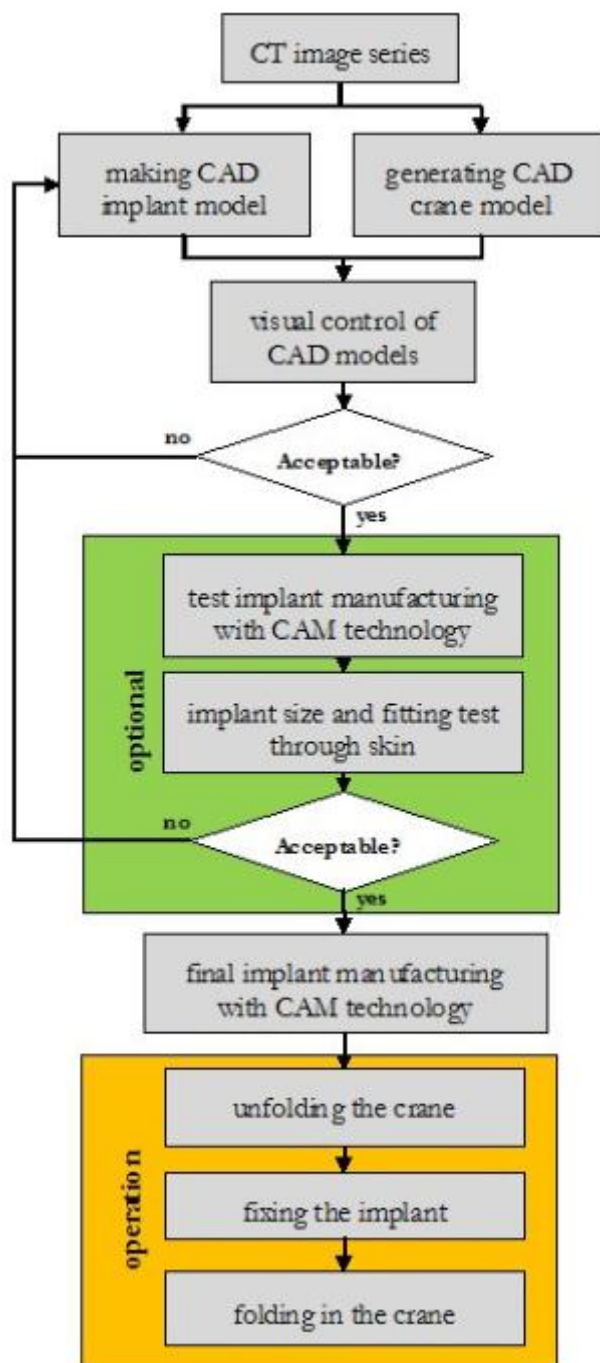 CT image series
making CAD
implant model
generating CAD
crane model
visual control of
CAD models
no
Acceptable?
yes
optional
test implant manufacturing
with CAM technology
implant size and fitting test
through skin
no
Acceptable?
yes
final implant manufacturing
with CAM technology
operation
unfolding the crane
fixing the implant
folding in the crane